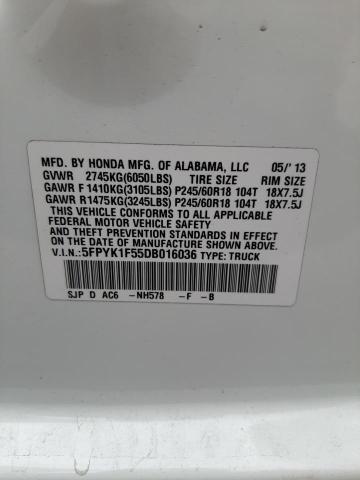 MFD. BY HONDA MFG. OF ALABAMA, LLC 05/'13
GVWR 2745KG(6050LBS) TIRE SIZE RIM SIZE
GAWR F 1410KG(3105LBS) P245/60R18 104T 18X7.5J
GAWR R 1475KG(3245LBS) P245/60R18 104T 18X7.5J
THIS VEHICLE CONFORMS TO ALL APPLICABLE
FEDERAL MOTOR VEHICLE SAFETY AND
THEFT PREVENTION STANDARDS IN EFFECT ON
THE DATE OF MANUFACTURE SHOWN ABOVE.
V.I.N.: 5FPYK1F55DB016036 TYPE: TRUCK
SJP D AC6 -NH578 -F -B